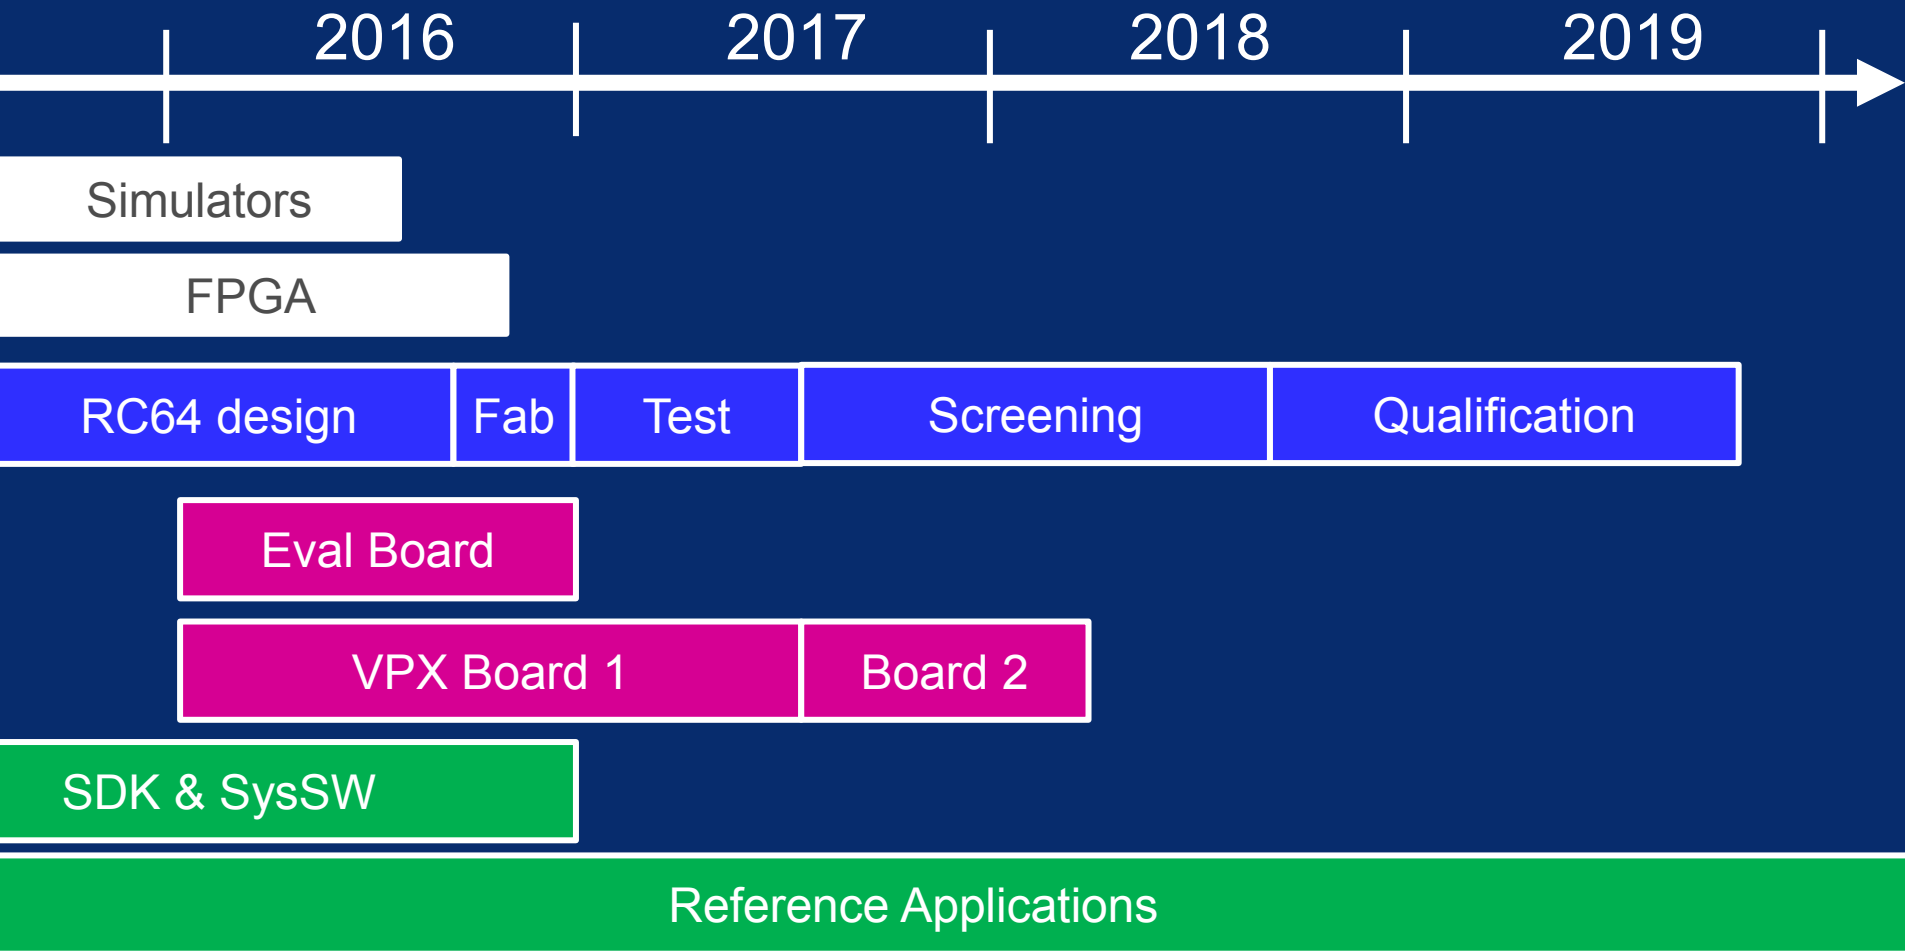 2016 2017 2018 2019
Simulators
FPGA
RC64 design Fab Test Screening Qualification
Eval Board
VPX Board 1 Board 2
SDK & SysSW
Reference Applications